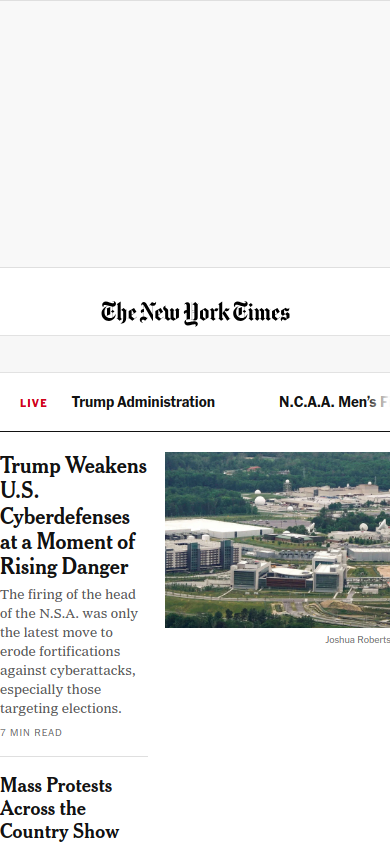 The New York Times
LIVE Trump Administration N.C.A.A. Men's F
Trump Weakens
U.S.
Cyberdefenses
at a Moment of
Rising Danger
The firing of the head
of the N.S.A. was only
the latest move to
erode fortifications
against cyberattacks,
especially those
targeting elections.
7 MIN READ
Joshua Roberts
Mass Protests
Across the
Country Show